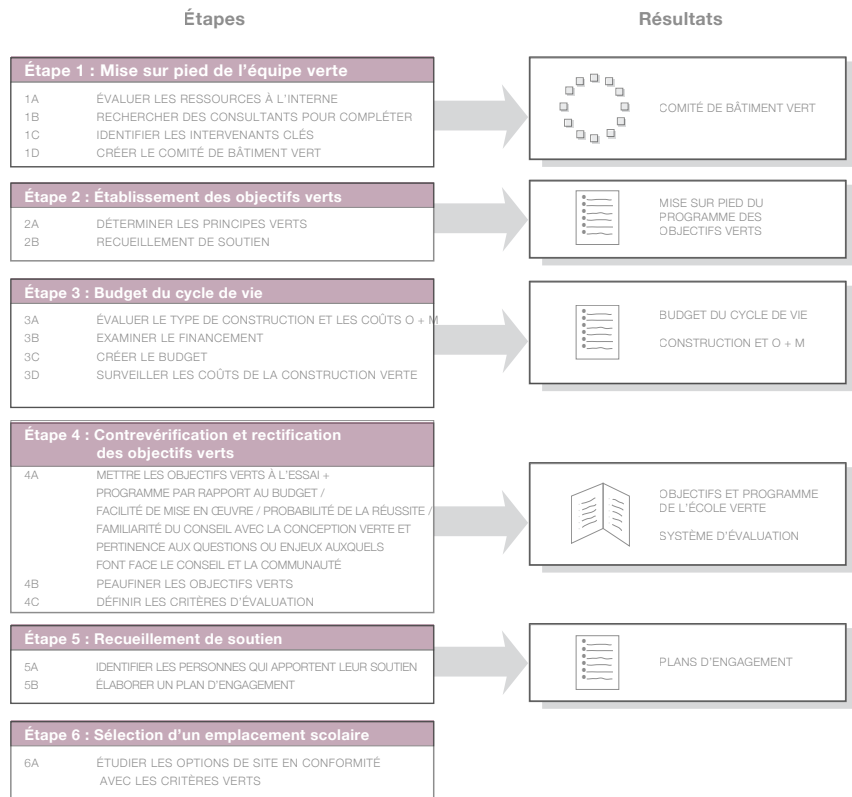 Étapes
Résultats
Étape 1 : Mise sur pied de l'équipe verte
1A ÉVALUER LES RESSOURCES À L'INTERNE
1B RECHERCHER DES CONSULTANTS POUR COMPLÉTER
1C IDENTIFIER LES INTERVENANTS CLÉS
1D CRÉER LE COMITÉ DE BÂTIMENT VERT
COMITÉ DE BÂTIMENT VERT
Étape 2 : Établissement des objectifs verts
2A DÉTERMINER LES PRINCIPES VERTS
2B RECUEILLEMENT DE SOUTIEN
MISE SUR PIED DU
PROGRAMME DES
OBJECTIFS VERTS
Étape 3 : Budget du cycle de vie
3A ÉVALUER LE TYPE DE CONSTRUCTION ET LES COÛTS O + M
3B EXAMINER LE FINANCEMENT
3C CRÉER LE BUDGET
3D SURVEILLER LES COÛTS DE LA CONSTRUCTION VERTE
BUDGET DU CYCLE DE VIE
CONSTRUCTION ET O + M
Étape 4 : Contrevérification et rectification
des objectifs verts
4A METTRE LES OBJECTIFS VERTS À L'ESSAI +
PROGRAMME PAR RAPPORT AU BUDGET /
FACILITÉ DE MISE EN ŒUVRE / PROBABILITÉ DE LA RÉUSSITE /
FAMILIARITÉ DU CONSEIL AVEC LA CONCEPTION VERTE ET
PERTINENCE AUX QUESTIONS OU ENJEUX AUXQUELS
FONT FACE LE CONSEIL ET LA COMMUNAUTÉ
4B PEAUFINER LES OBJECTIFS VERTS
4C DÉFINIR LES CRITÈRES D'ÉVALUATION
OBJECTIFS ET PROGRAMME
DE L'ÉCOLE VERTE
SYSTÈME D'ÉVALUATION
Étape 5 : Recueillement de soutien
5A IDENTIFIER LES PERSONNES QUI APPORTENT LEUR SOUTIEN
5B ÉLABORER UN PLAN D'ENGAGEMENT
PLANS D'ENGAGEMENT
Étape 6 : Sélection d'un emplacement scolaire
6A ÉTUDIER LES OPTIONS DE SITE EN CONFORMITÉ
AVEC LES CRITÈRES VERTS